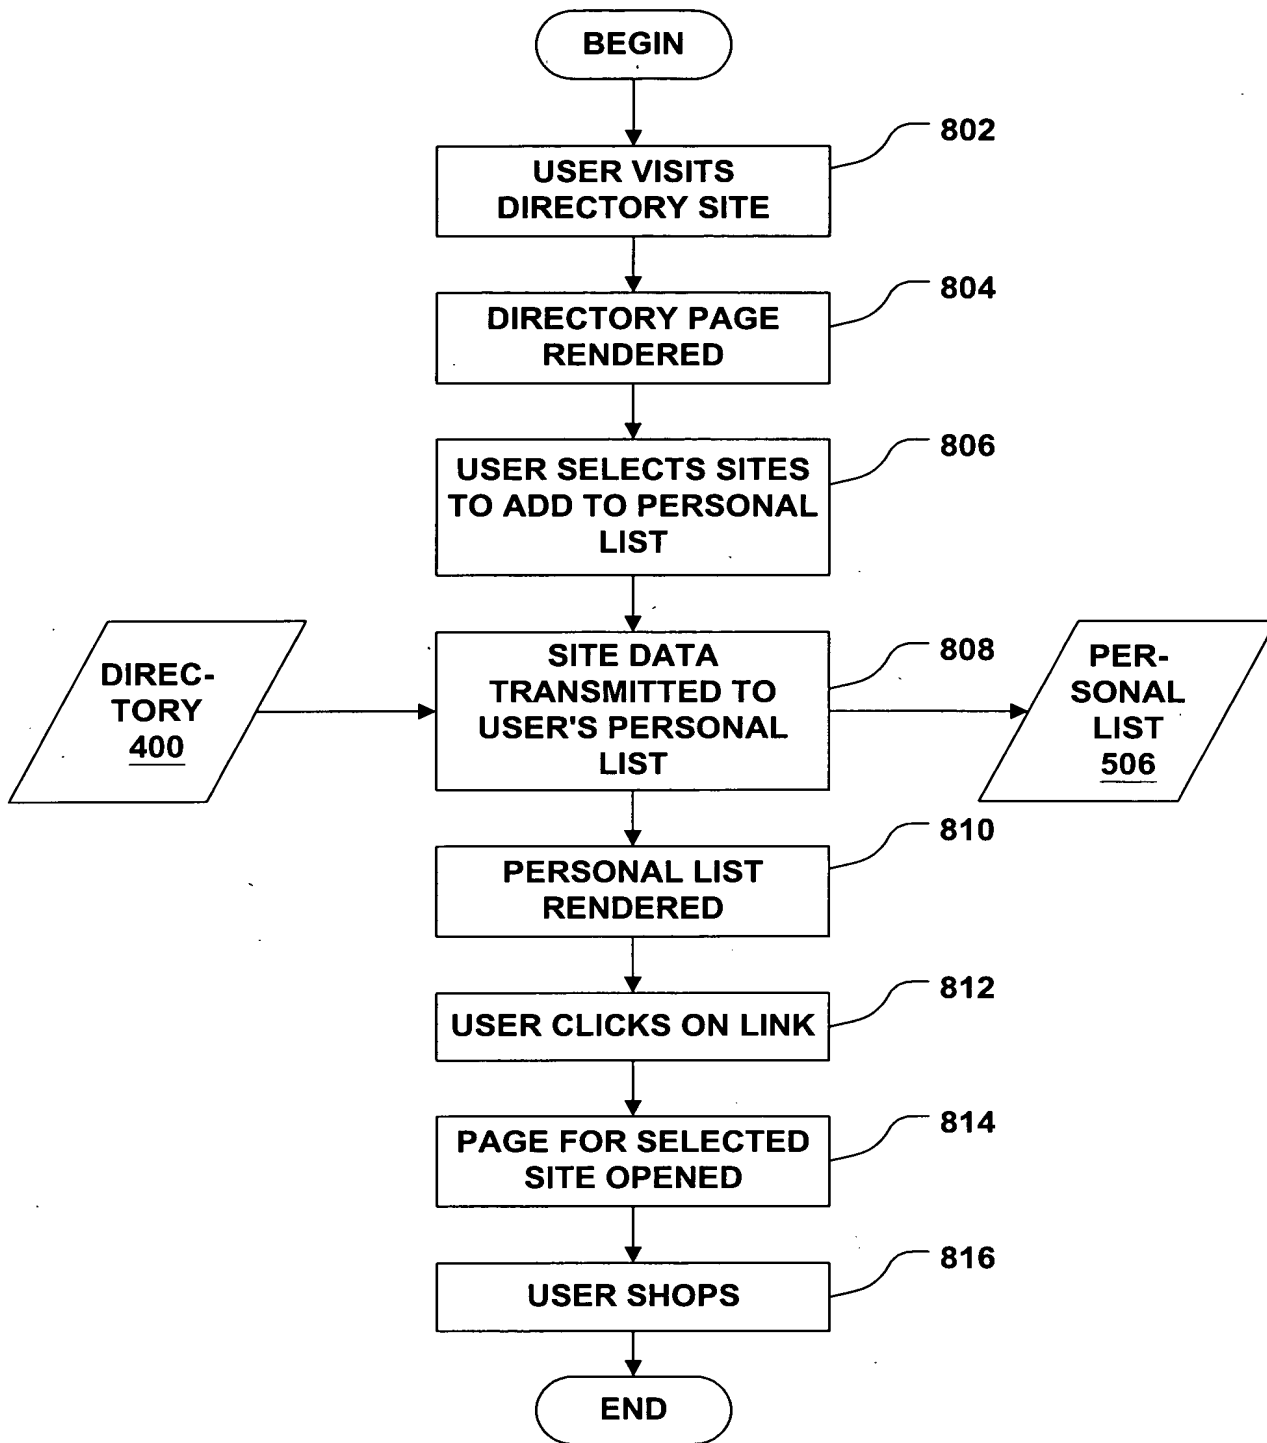 BEGIN
802
USER VISITS
DIRECTORY SITE
804
DIRECTORY PAGE
RENDERED
806
USER SELECTS SITES
TO ADD TO PERSONAL
LIST
DIREC-
TORY
400
808
SITE DATA
TRANSMITTED TO
USER'S PERSONAL
LIST
PER-
SONAL
LIST
506
810
PERSONAL LIST
RENDERED
812
USER CLICKS ON LINK
814
PAGE FOR SELECTED
SITE OPENED
816
USER SHOPS
END